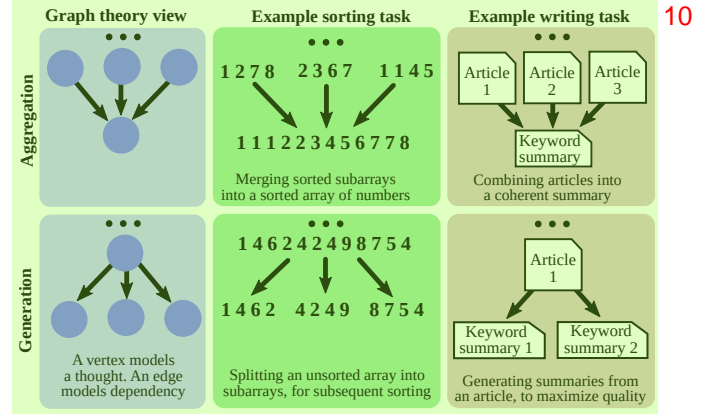 Graph theory view
Example sorting task
Example writing task
10
Aggregation
1 2 7 8
2 3 6 7
1 1 4 5
1 1 1 2 2 3 4 5 6 7 7 8
Merging sorted subarrays
into a sorted array of numbers
Article
1
Article
2
Article
3
Keyword
summary
Combining articles into
a coherent summary
Generation
A vertex models
a thought. An edge
models dependency
1 4 6 2 4 2 4 9 8 7 5 4
1 4 6 2
4 2 4 9
8 7 5 4
Splitting an unsorted array into
subarrays, for subsequent sorting
Article
1
Keyword
summary 1
Keyword
summary 2
Generating summaries from
an article, to maximize quality